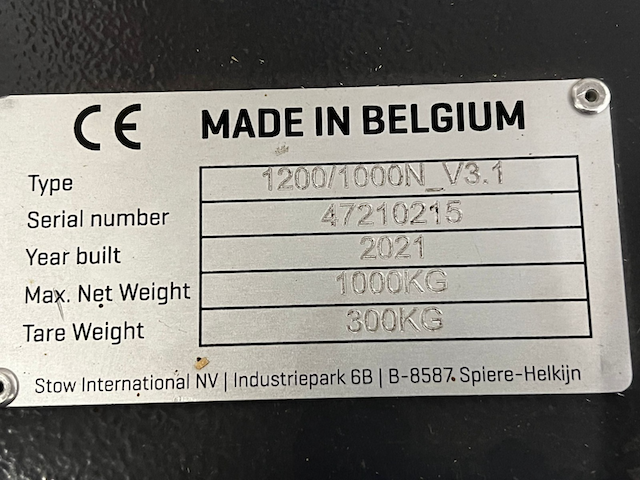 CE MADE IN BELGIUM
Type 1200/1000N_V3.1
Serial number 47210215
Year built 2021
Max. Net Weight 1000KG
Tare Weight 300KG
Stow International NV | Industriepark 6B | B-8587 Spiere-Helkijn